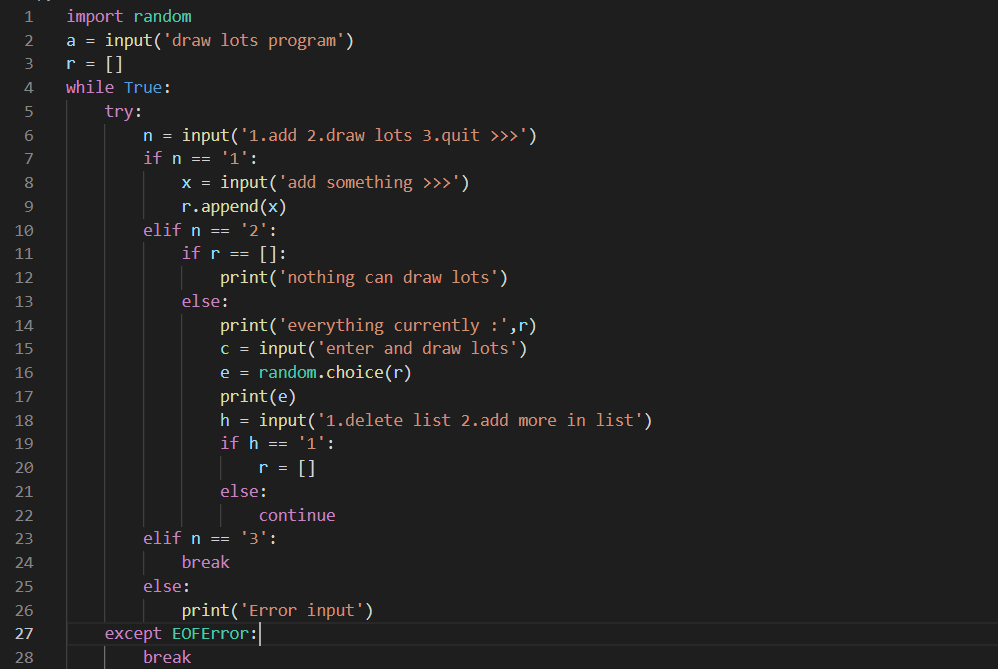 1 import random
2 a = input('draw lots program')
3 r = []
4 while True:
5     try:
6         n = input('1.add 2.draw lots 3.quit >>>')
7         if n == '1':
8             x = input('add something >>>')
9             r.append(x)
10         elif n == '2':
11             if r == []:
12                 print('nothing can draw lots')
13             else:
14                 print('everything currently :',r)
15                 c = input('enter and draw lots')
16                 e = random.choice(r)
17                 print(e)
18                 h = input('1.delete list 2.add more in list')
19                 if h == '1':
20                     r = []
21                 else:
22                     continue
23         elif n == '3':
24             break
25         else:
26             print('Error input')
27     except EOFError:
28         break